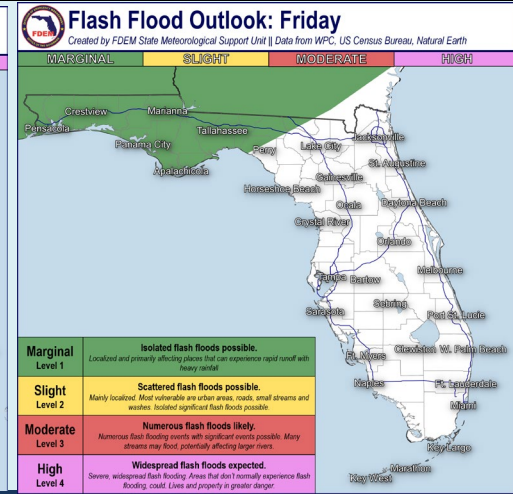 FDEM
Flash Flood Outlook: Friday
Created by FDEM State Meteorological Support Unit || Data from WPC, US Census Bureau, Natural Earth
MARGINAL SLIGHT MODERATE HIGH
Crestview Marianna
Pensacola Tallahassee
Panama City
Apalachicola
Perry Lake City Jacksonville
St. Augustine
Gainesville
Horseshoe Beach
Ocala Daytona Beach
Crystal River
Orlando
Tampa Bartow Melbourne
Sebring
Sarasota Port St. Lucie
Ft. Myers Clewiston W. Palm Beach
Naples Ft. Lauderdale
Miami
Key Largo
Marathon
Key West
Marginal
Level 1
Isolated flash floods possible.
Localized and primarily affecting places that can experience rapid runoff with
heavy rainfall
Slight
Level 2
Scattered flash floods possible.
Mainly localized. Most vulnerable are urban areas, roads, small streams and
washes. Isolated significant flash floods possible.
Moderate
Level 3
Numerous flash floods likely.
Numerous flash flooding events with significant events possible. Many
streams may flood, potentially affecting larger rivers.
High
Level 4
Widespread flash floods expected.
Severe, widespread flash flooding. Areas that don't normally experience flash
flooding, could. Lives and property in greater danger.